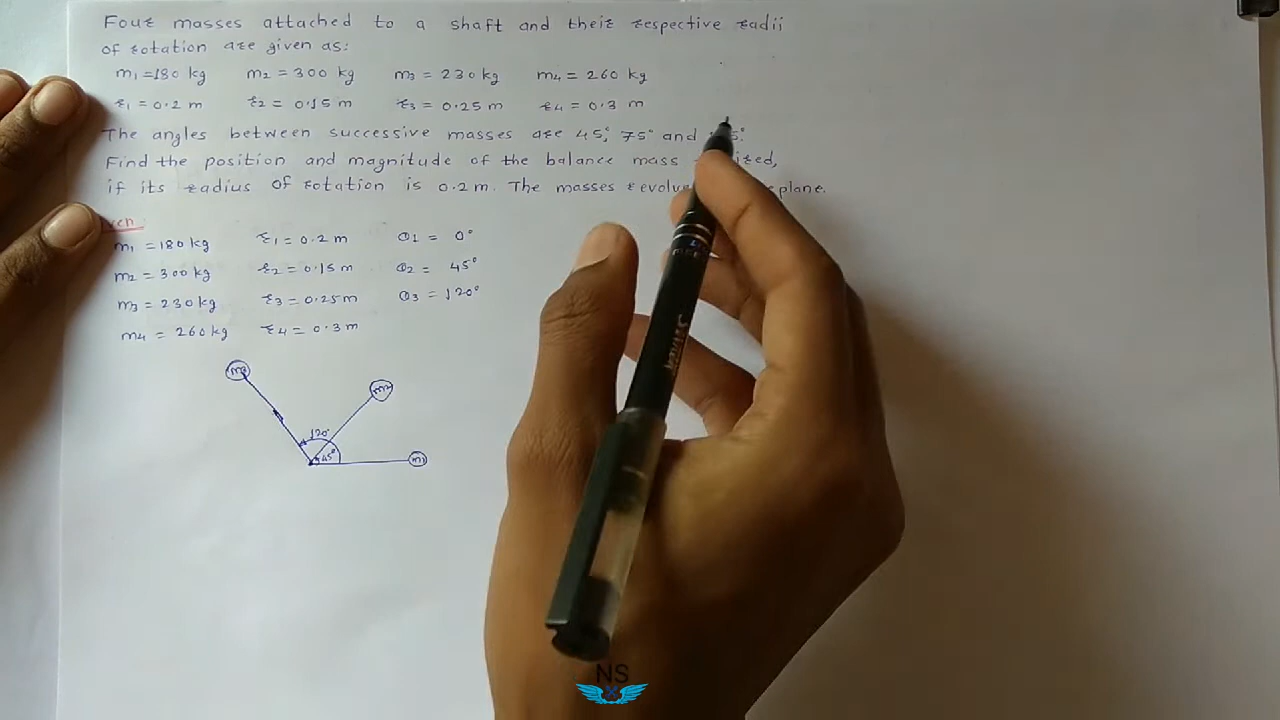 Four masses attached to a shaft and their respective radii
of rotation are given as:
m1 = 180 kg m2 = 300 kg m3 = 230 kg m4 = 260 kg
r1 = 0.2 m r2 = 0.15 m r3 = 0.25 m r4 = 0.3 m
The angles between successive masses are 45°, 75° and
Find the position and magnitude of the balance mass
if its radius of rotation is 0.2 m. The masses plane.
m1 = 180 kg r1 = 0.2 m θ1 = 0°
m2 = 300 kg r2 = 0.15 m θ2 = 45°
m3 = 230 kg r3 = 0.25 m θ3 = 120°
m4 = 260 kg r4 = 0.3 m
m3
m2
120°
45°
m1
NS